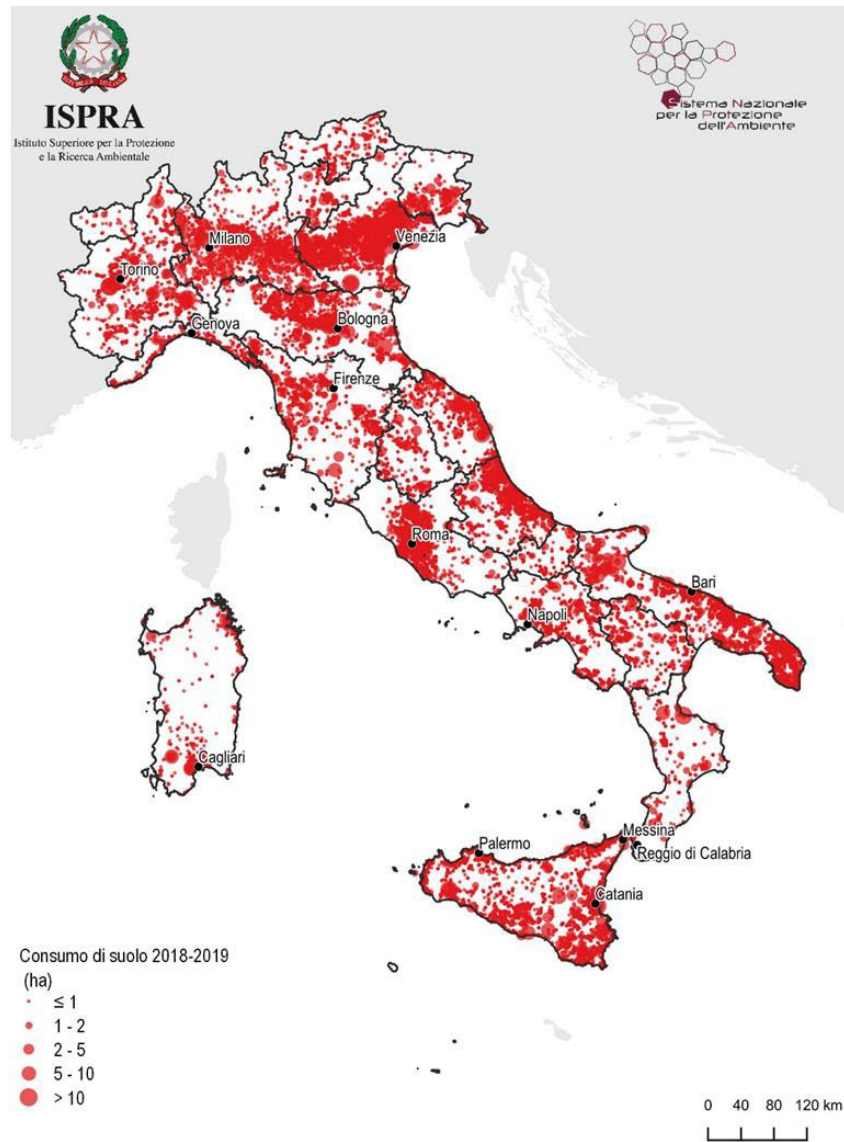 ISPRA
Istituto Superiore per la Protezione
e la Ricerca Ambientale
Sistema Nazionale
per la Protezione
dell'Ambiente
Milano
Venezia
Torino
Genova
Bologna
Firenze
Roma
Bari
Napoli
Cagliari
Messina
Palermo
Reggio di Calabria
Catania
Consumo di suolo 2018-2019
(ha)
≤ 1
1 - 2
2 - 5
5 - 10
> 10
0 40 80 120 km